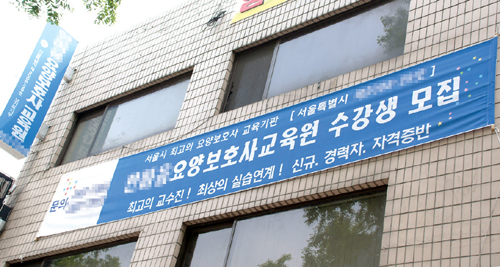 서울시 최고의 요양보호사 교육기관 [ 서울특별시 ]
요양보호사교육원 수강생 모집
문의
최고의 교수진! 최상의 실습연계! 신규. 경력자. 자격증반
요양보호사교육원